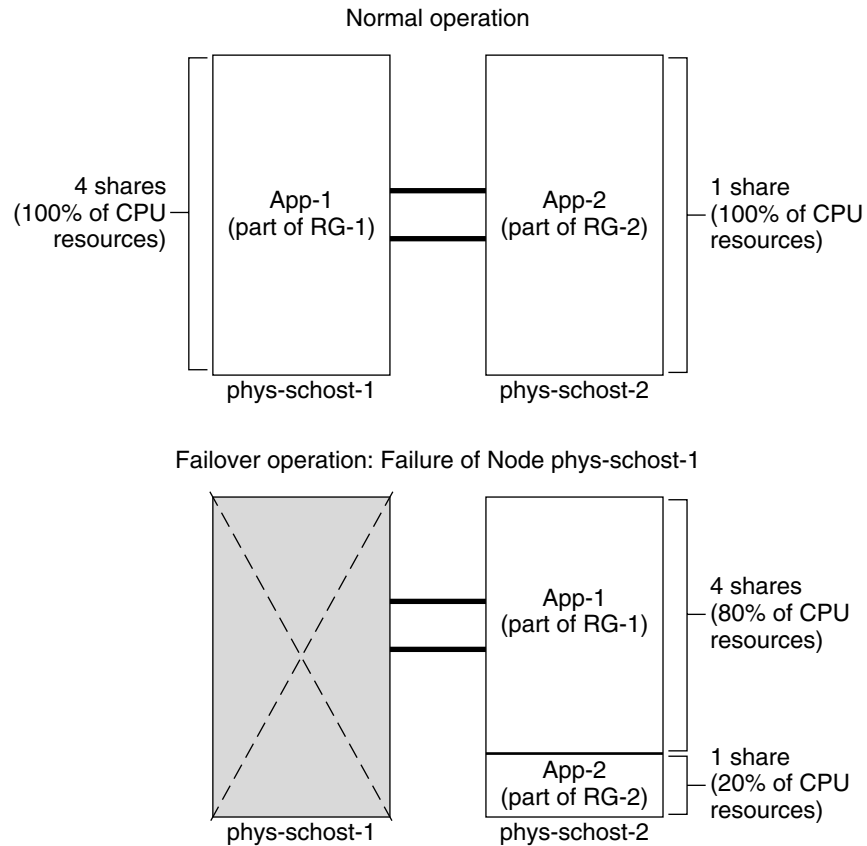 Normal operation
4 shares
(100% of CPU
resources)
App-1
(part of RG-1)
App-2
(part of RG-2)
1 share
(100% of CPU
resources)
phys-schost-1
phys-schost-2
Failover operation: Failure of Node phys-schost-1
App-1
(part of RG-1)
4 shares
(80% of CPU
resources)
App-2
(part of RG-2)
1 share
(20% of CPU
resources)
phys-schost-1
phys-schost-2